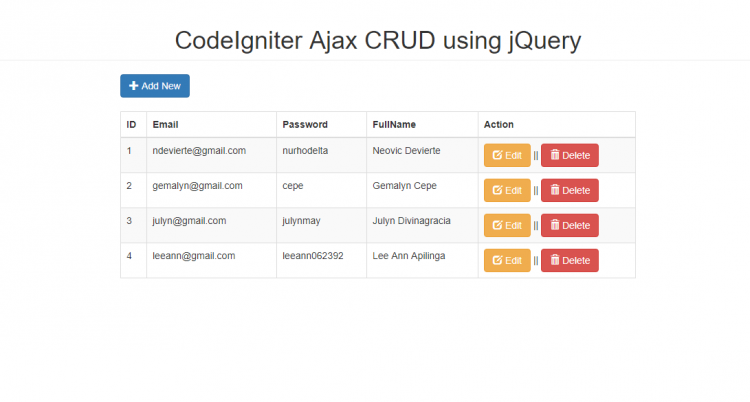 CodeIgniter Ajax CRUD using jQuery
Add New
ID Email Password FullName Action
1 ndevierte@gmail.com nurhodelta Neovic Devierte Edit || Delete
2 gemalyn@gmail.com cepe Gemalyn Cepe Edit || Delete
3 julyn@gmail.com julynmay Julyn Divinagracia Edit || Delete
4 leeann@gmail.com leeann062392 Lee Ann Apilinga Edit || Delete